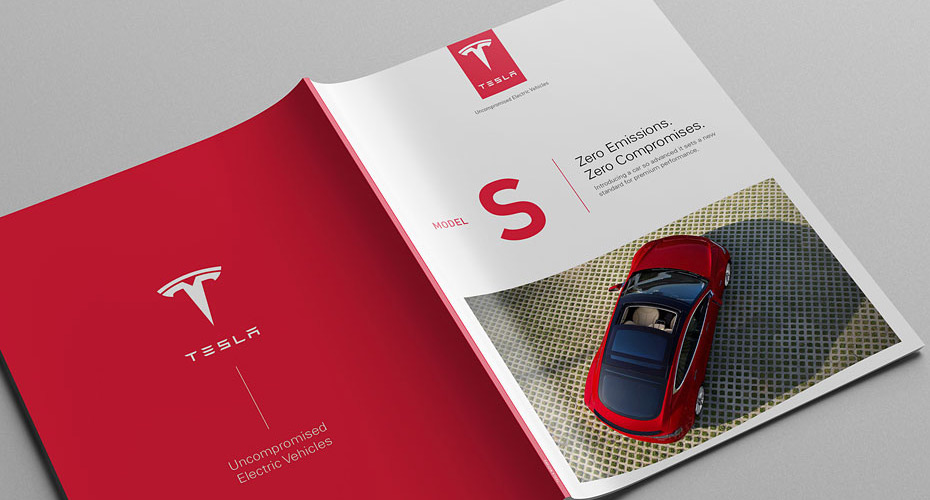 TESLA
Uncompromised Electric Vehicles
Zero Emissions.
Zero Compromises.
Introducing a car so advanced it sets a new
standard for premium performance.
MODEL S
TESLA
Uncompromised
Electric Vehicles